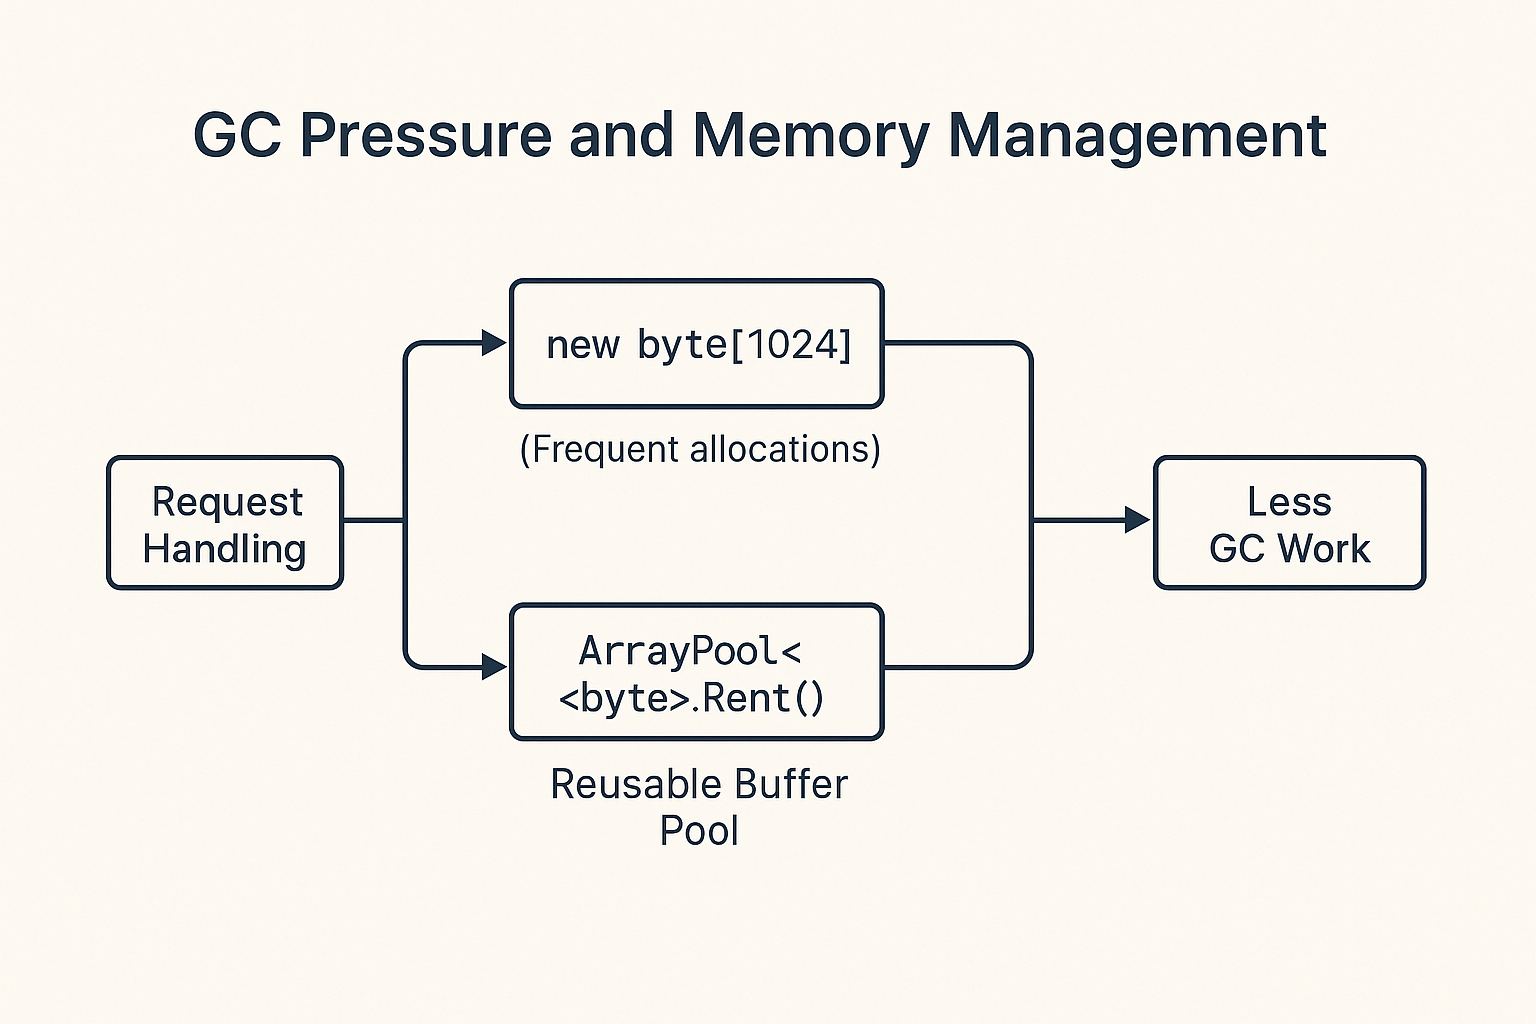 GC Pressure and Memory Management
new byte[1024]
(Frequent allocations)
Request
Handling
Less
GC Work
ArrayPool<
<byte>.Rent()
Reusable Buffer
Pool